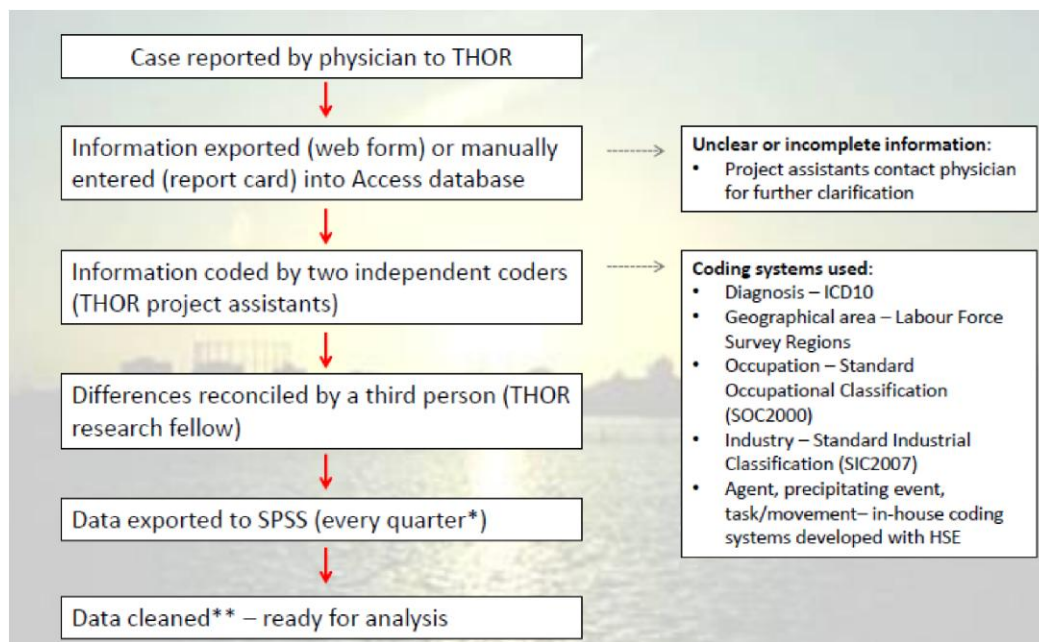 Case reported by physician to THOR
Information exported (web form) or manually
entered (report card) into Access database
Unclear or incomplete information:
• Project assistants contact physician
for further clarification
Information coded by two independent coders
(THOR project assistants)
Coding systems used:
• Diagnosis – ICD10
• Geographical area – Labour Force
Survey Regions
• Occupation – Standard
Occupational Classification
(SOC2000)
• Industry – Standard Industrial
Classification (SIC2007)
• Agent, precipitating event,
task/movement– in-house coding
systems developed with HSE
Differences reconciled by a third person (THOR
research fellow)
Data exported to SPSS (every quarter*)
Data cleaned** – ready for analysis